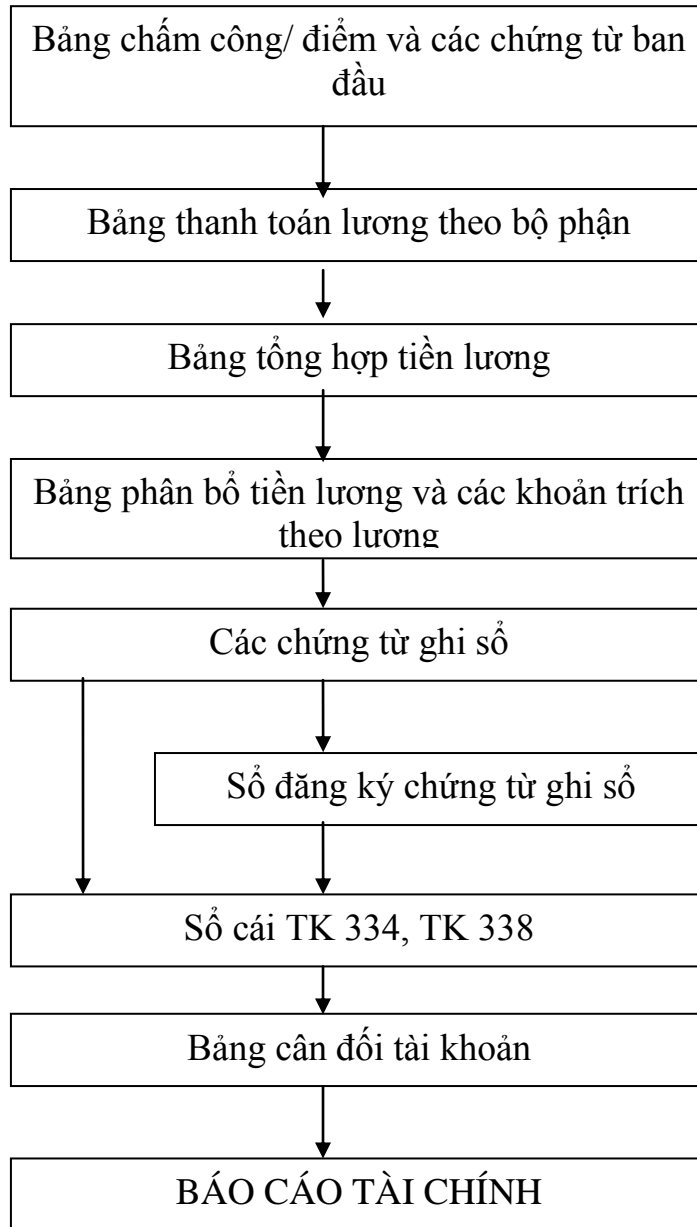 Bảng chấm công/ điểm và các chứng từ ban
đầu
Bảng thanh toán lương theo bộ phận
Bảng tổng hợp tiền lương
Bảng phân bổ tiền lương và các khoản trích
theo lương
Các chứng từ ghi sổ
Sổ đăng ký chứng từ ghi sổ
Sổ cái TK 334, TK 338
Bảng cân đối tài khoản
BÁO CÁO TÀI CHÍNH